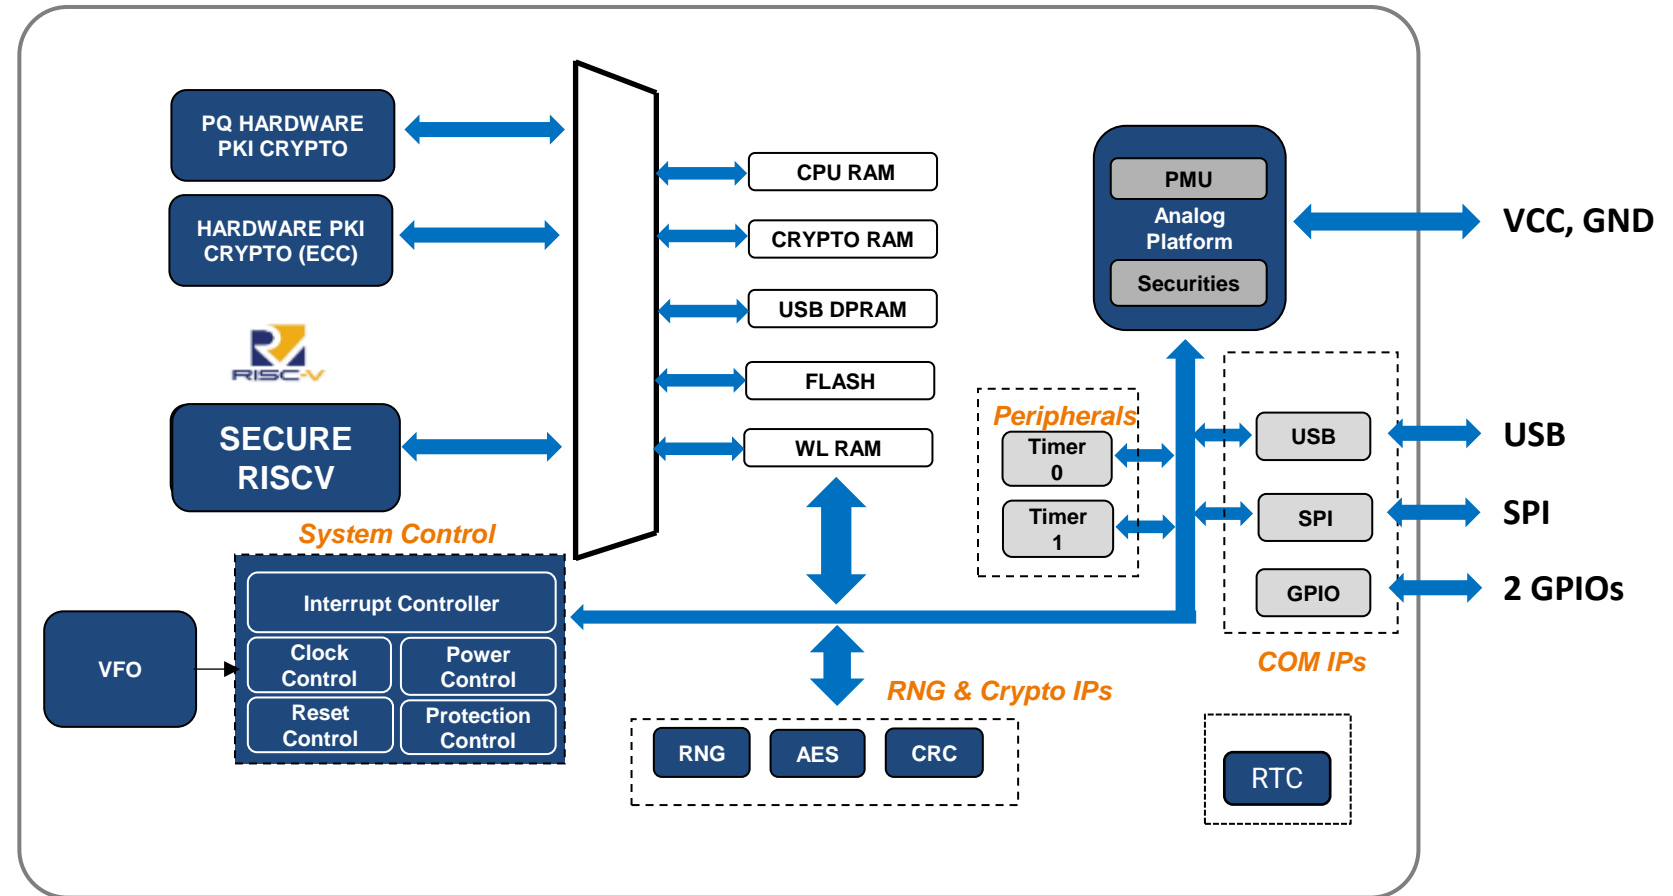 PQ HARDWARE
PKI CRYPTO
HARDWARE PKI
CRYPTO (ECC)
RISC-V
SECURE
RISCV
CPU RAM
CRYPTO RAM
USB DPRAM
FLASH
WL RAM
PMU
Analog
Platform
Securities
VCC, GND
Peripherals
Timer
0
Timer
1
USB
SPI
GPIO
USB
SPI
2 GPIOs
COM IPs
System Control
Interrupt Controller
Clock
Control
Power
Control
Reset
Control
Protection
Control
VFO
RNG & Crypto IPs
RNG
AES
CRC
RTC